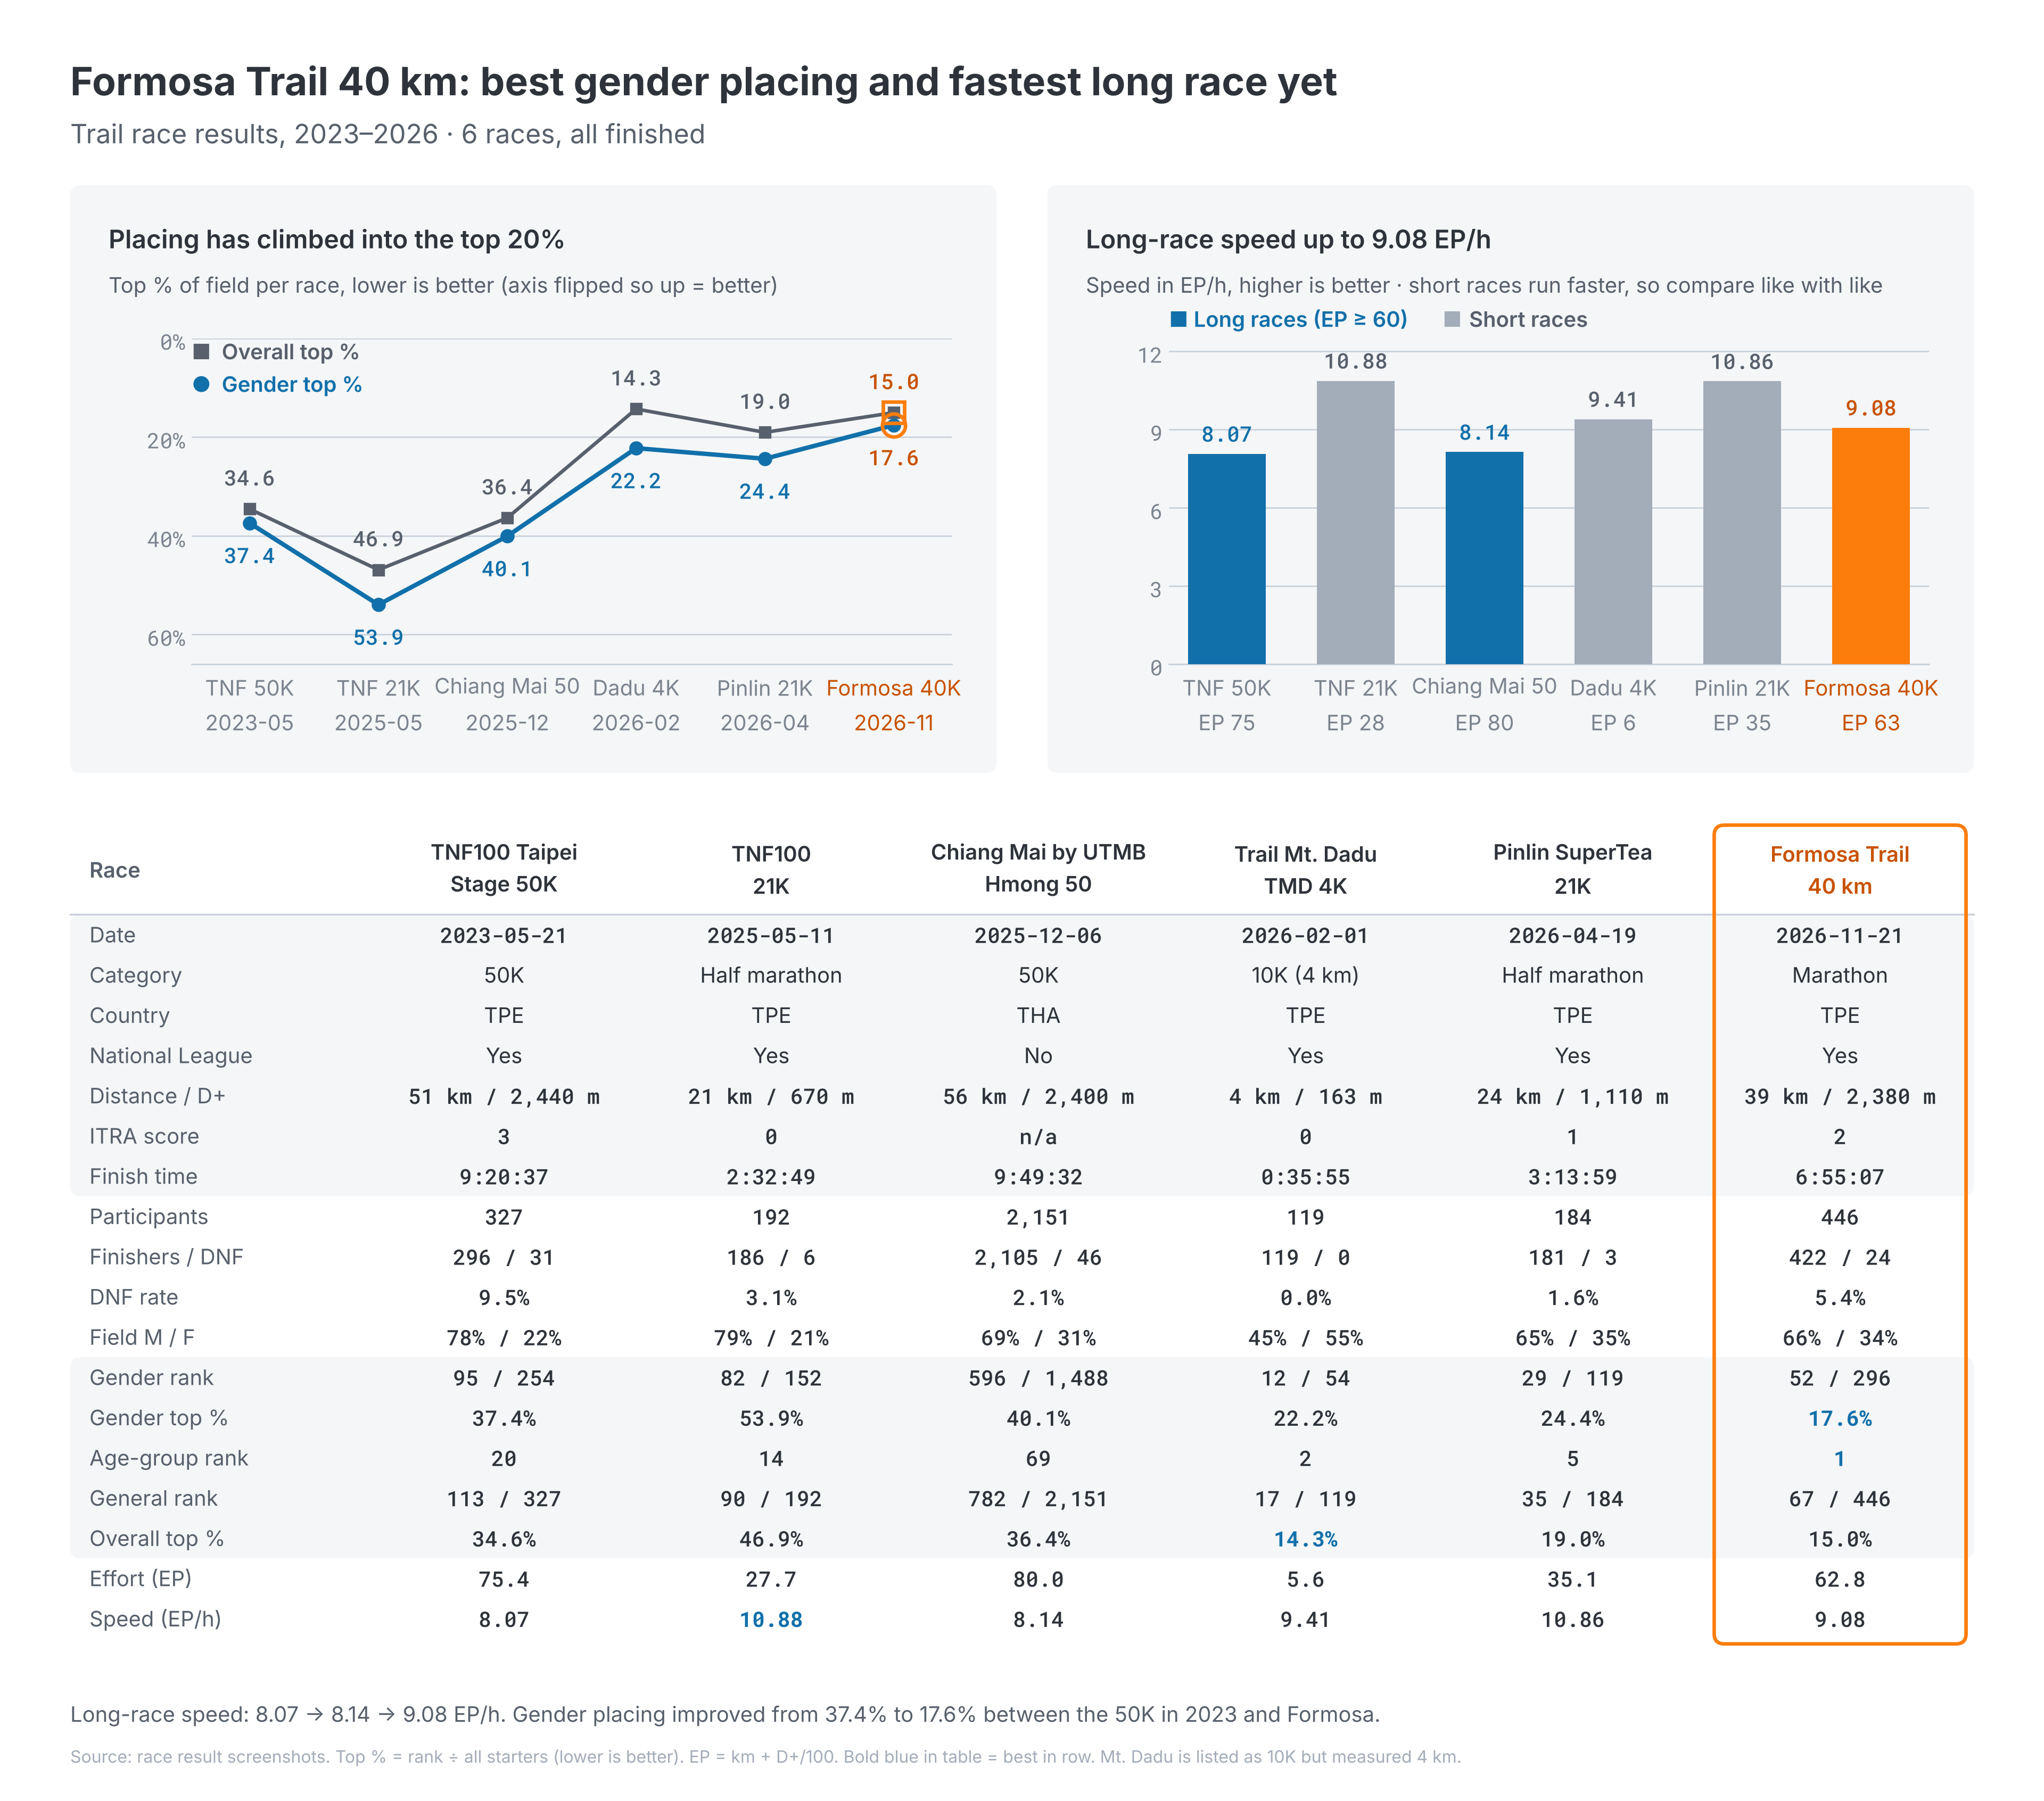 Formosa Trail 40 km: best gender placing and fastest long race yet
Trail race results, 2023–2026 · 6 races, all finished
Placing has climbed into the top 20%
Top % of field per race, lower is better (axis flipped so up = better)
Overall top %
Gender top %
0%
20%
40%
60%
34.6
46.9
36.4
14.3
19.0
15.0
37.4
53.9
40.1
22.2
24.4
17.6
TNF 50K TNF 21K Chiang Mai 50 Dadu 4K Pinlin 21K Formosa 40K
2023-05 2025-05 2025-12 2026-02 2026-04 2026-11
Long-race speed up to 9.08 EP/h
Speed in EP/h, higher is better · short races run faster, so compare like with like
Long races (EP ≥ 60) Short races
12
9
6
3
0
8.07
10.88
8.14
9.41
10.86
9.08
TNF 50K TNF 21K Chiang Mai 50 Dadu 4K Pinlin 21K Formosa 40K
EP 75 EP 28 EP 80 EP 6 EP 35 EP 63
Race
TNF100 Taipei TNF100 Chiang Mai by UTMB Trail Mt. Dadu Pinlin SuperTea Formosa Trail
Stage 50K 21K Hmong 50 TMD 4K 21K 40 km
Date 2023-05-21 2025-05-11 2025-12-06 2026-02-01 2026-04-19 2026-11-21
Category 50K Half marathon 50K 10K (4 km) Half marathon Marathon
Country TPE TPE THA TPE TPE TPE
National League Yes Yes No Yes Yes Yes
Distance / D+ 51 km / 2,440 m 21 km / 670 m 56 km / 2,400 m 4 km / 163 m 24 km / 1,110 m 39 km / 2,380 m
ITRA score 3 0 n/a 0 1 2
Finish time 9:20:37 2:32:49 9:49:32 0:35:55 3:13:59 6:55:07
Participants 327 192 2,151 119 184 446
Finishers / DNF 296 / 31 186 / 6 2,105 / 46 119 / 0 181 / 3 422 / 24
DNF rate 9.5% 3.1% 2.1% 0.0% 1.6% 5.4%
Field M / F 78% / 22% 79% / 21% 69% / 31% 45% / 55% 65% / 35% 66% / 34%
Gender rank 95 / 254 82 / 152 596 / 1,488 12 / 54 29 / 119 52 / 296
Gender top % 37.4% 53.9% 40.1% 22.2% 24.4% 17.6%
Age-group rank 20 14 69 2 5 1
General rank 113 / 327 90 / 192 782 / 2,151 17 / 119 35 / 184 67 / 446
Overall top % 34.6% 46.9% 36.4% 14.3% 19.0% 15.0%
Effort (EP) 75.4 27.7 80.0 5.6 35.1 62.8
Speed (EP/h) 8.07 10.88 8.14 9.41 10.86 9.08
Long-race speed: 8.07 → 8.14 → 9.08 EP/h. Gender placing improved from 37.4% to 17.6% between the 50K in 2023 and Formosa.
Source: race result screenshots. Top % = rank ÷ all starters (lower is better). EP = km + D+/100. Bold blue in table = best in row. Mt. Dadu is listed as 10K but measured 4 km.